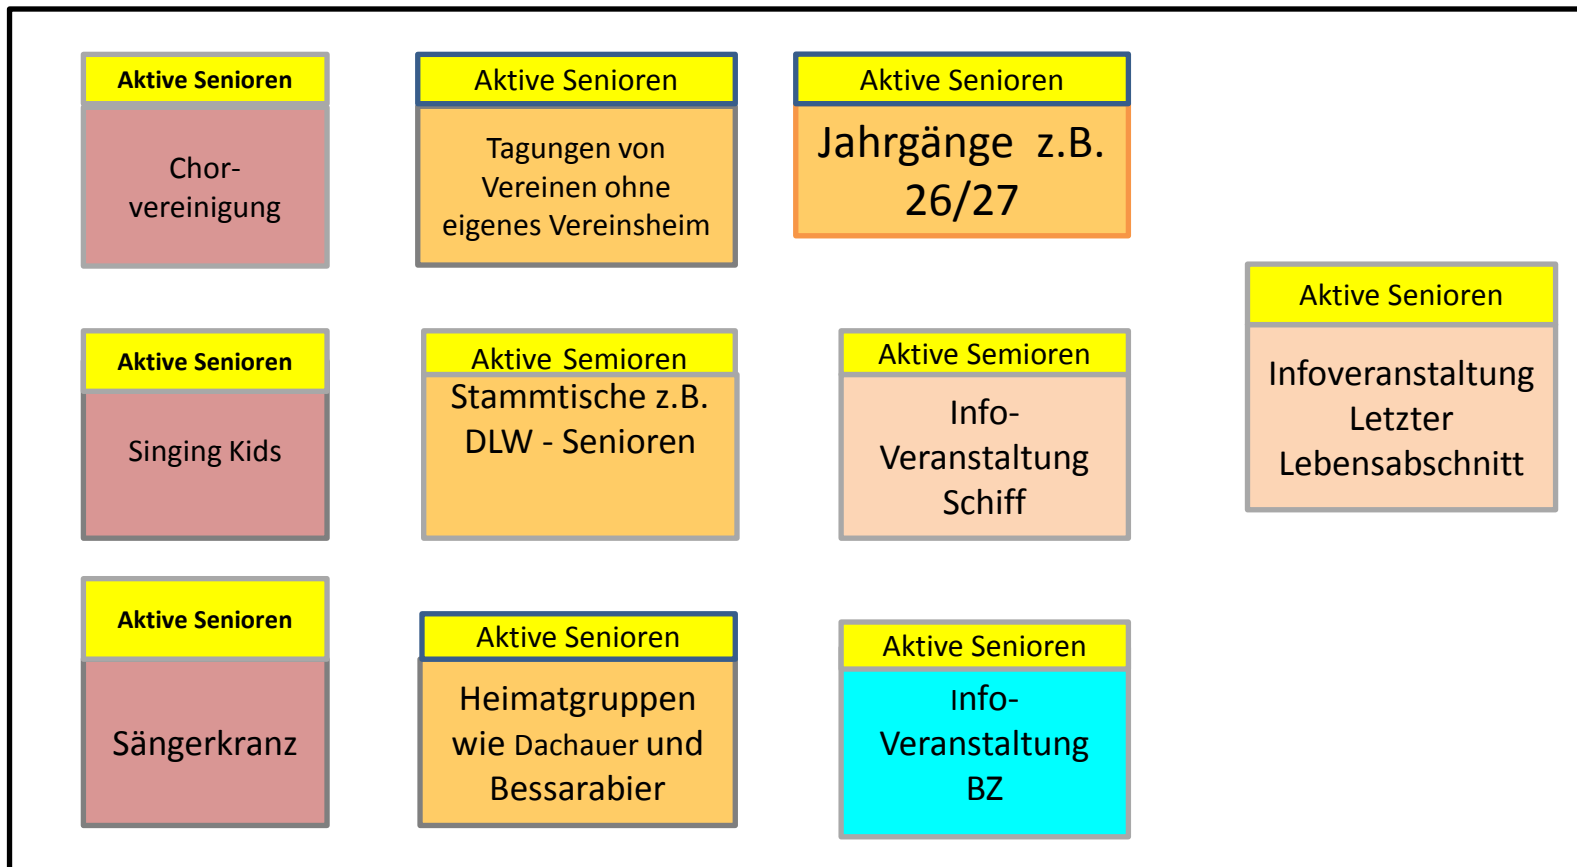 Aktive Senioren
Chor-
vereinigung
Aktive Senioren
Tagungen von
Vereinen ohne
eigenes Vereinsheim
Aktive Senioren
Jahrgänge z.B.
26/27
Aktive Senioren
Infoveranstaltung
Letzter
Lebensabschnitt
Aktive Senioren
Singing Kids
Aktive Semioren
Stammtische z.B.
DLW - Senioren
Aktive Semioren
Info-
Veranstaltung
Schiff
Aktive Senioren
Sängerkranz
Aktive Senioren
Heimatgruppen
wie Dachauer und
Bessarabier
Aktive Senioren
Info-
Veranstaltung
BZ